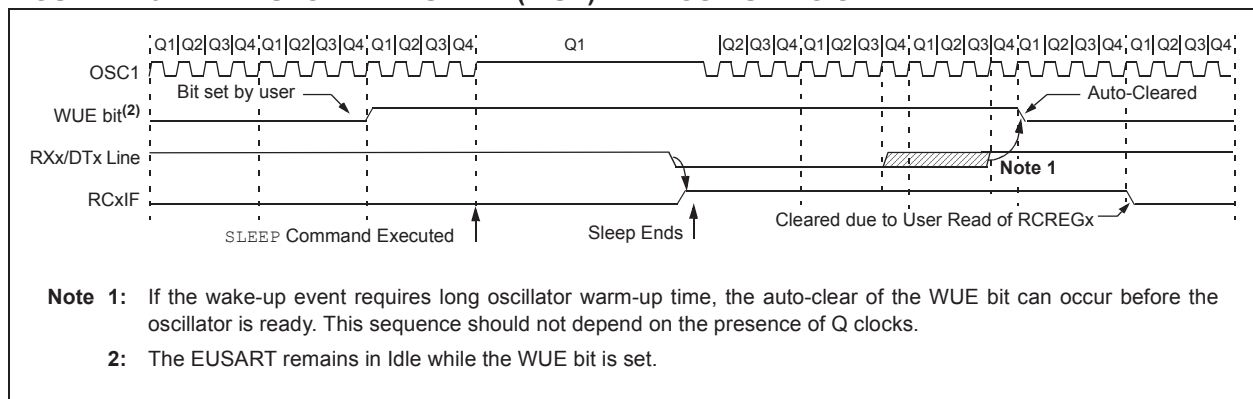 Q1 Q2 Q3 Q4 Q1 Q2 Q3 Q4 Q1 Q2 Q3 Q4 Q1 Q2 Q3 Q4 Q1 Q2 Q3 Q4 Q1 Q2 Q3 Q4 Q1 Q2 Q3 Q4 Q1 Q2 Q3 Q4
OSC1
Bit set by user
Auto-Cleared
WUE bit(2)
RXx/DTx Line
Note 1
RCxIF
Cleared due to User Read of RCREGx
SLEEP Command Executed
Sleep Ends
Note 1: If the wake-up event requires long oscillator warm-up time, the auto-clear of the WUE bit can occur before the
oscillator is ready. This sequence should not depend on the presence of Q clocks.
2: The EUSART remains in Idle while the WUE bit is set.